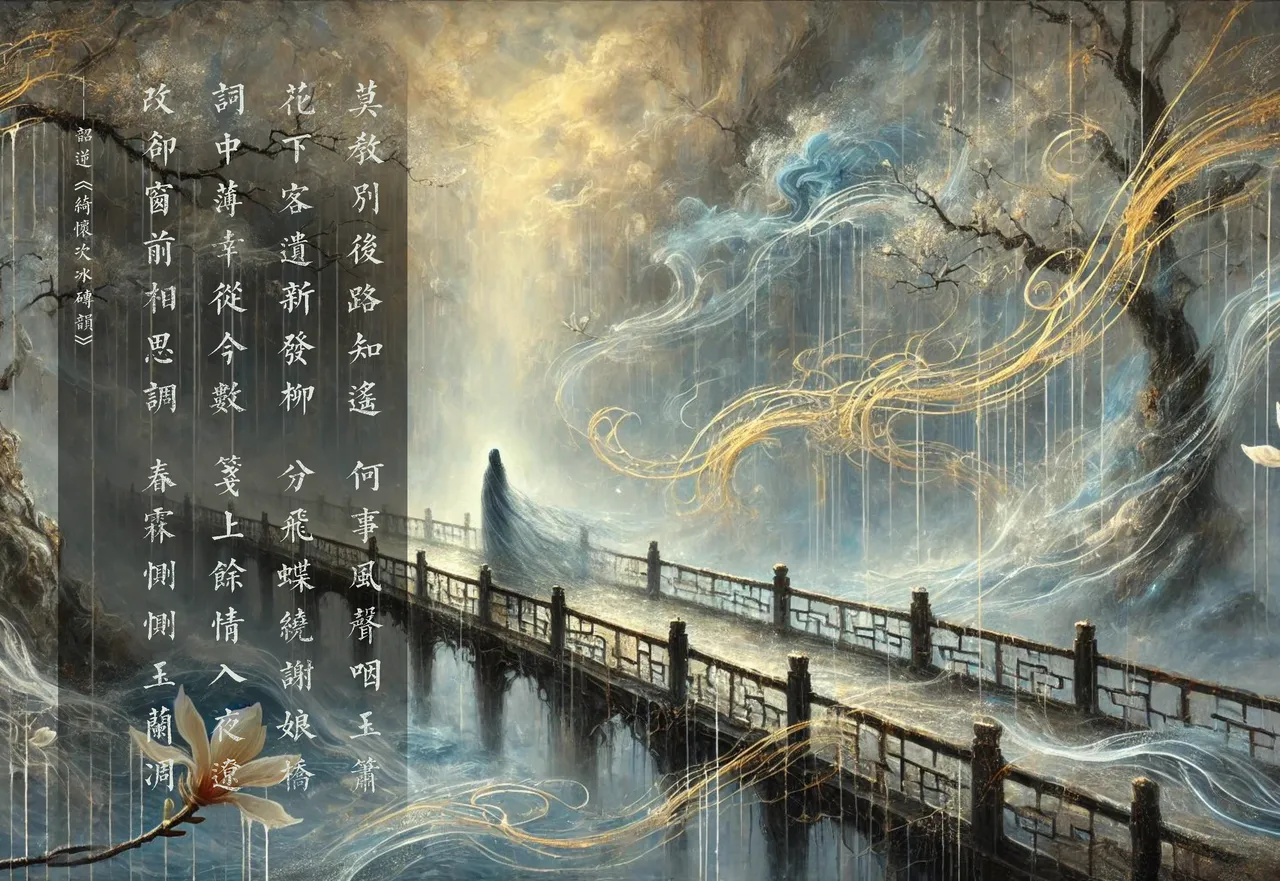 莫教別後路知遙 何事風聲咽玉簫
花下客遺新發柳 分飛蝶繞謝娘橋
詞中薄幸從今數 箋上餘情入夜遼
改卻窗前相思調 春霖惻惻玉蘭凋
韶逆《綺懷次冰磚韻》